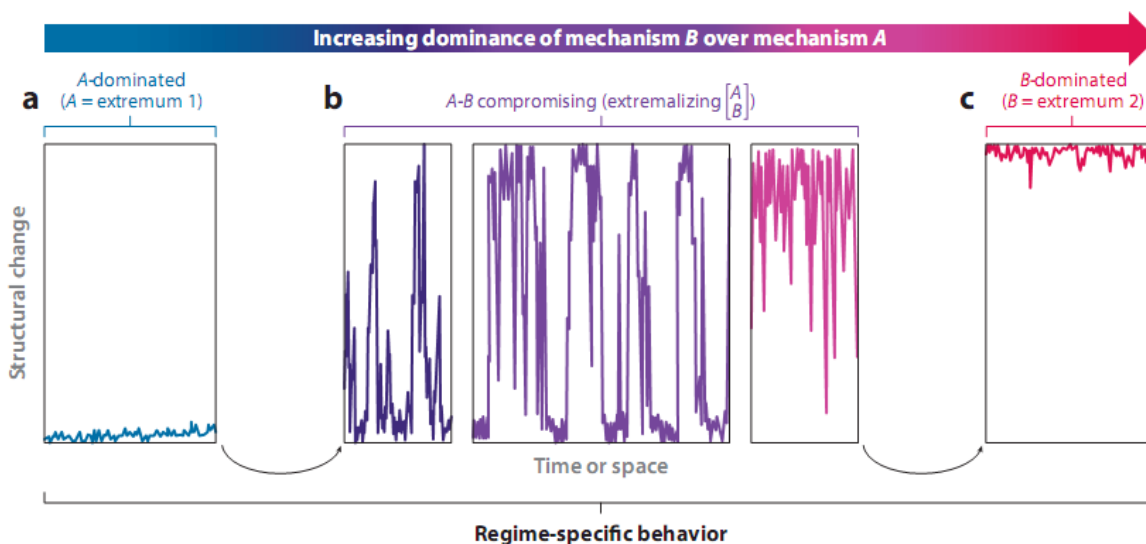 Increasing dominance of mechanism B over mechanism A
a
A-dominated
(A = extremum 1)
b
A-B compromising (extremalizing [A B])
c
B-dominated
(B = extremum 2)
Structural change
Time or space
Regime-specific behavior